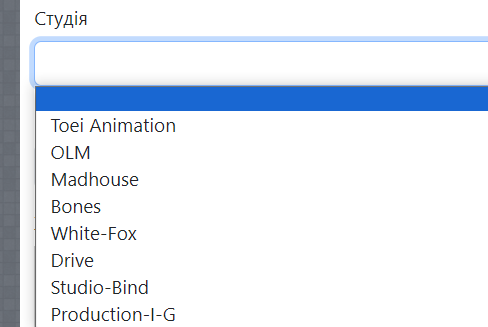 Студія
Toei Animation
OLM
Madhouse
Bones
White-Fox
Drive
Studio-Bind
Production-I-G